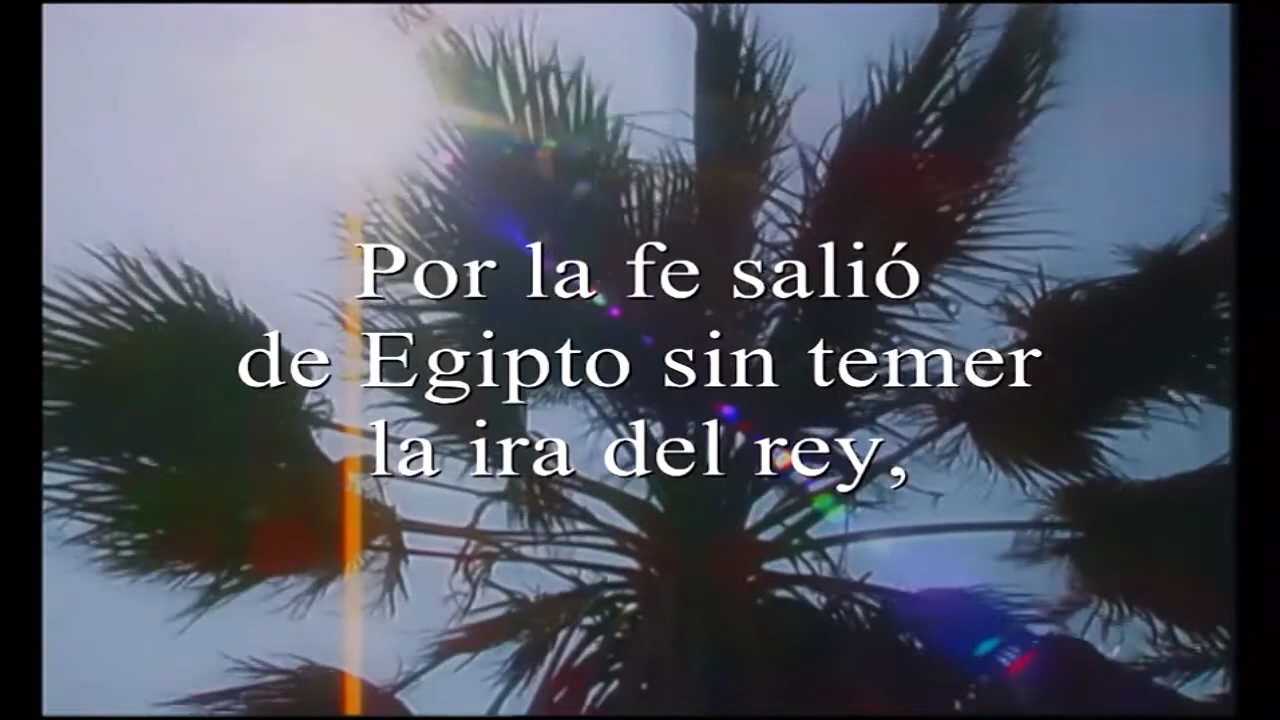 Por la fe salió
de Egipto sin temer
la ira del rey,